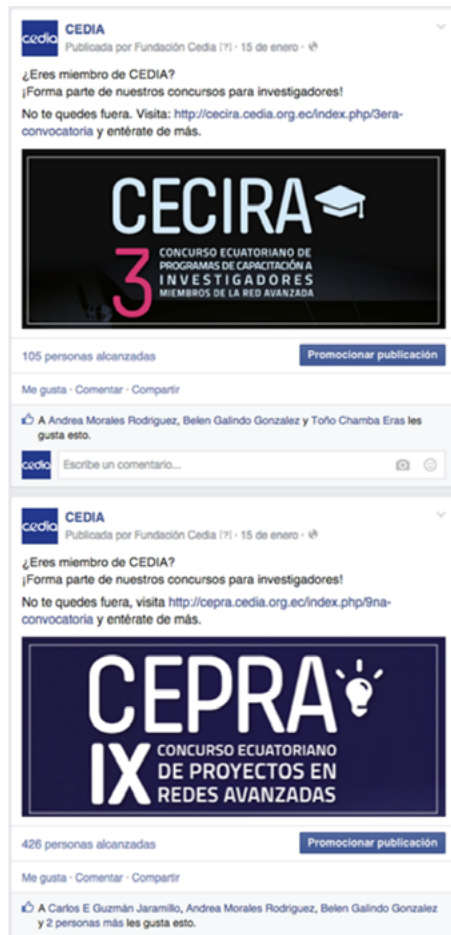 cedia
CEDIA
Publicada por Fundación Cedia [?] · 15 de enero ·
¿Eres miembro de CEDIA?
¡Forma parte de nuestros concursos para investigadores!
No te quedes fuera. Visita: http://cecira.cedia.org.ec/index.php/3era-
convocatoria y entérate de más.
CECIRA
3
CONCURSO ECUATORIANO DE
PROGRAMAS DE CAPACITACIÓN A
INVESTIGADORES
MIEMBROS DE LA RED AVANZADA
105 personas alcanzadas
Promocionar publicación
Me gusta · Comentar · Compartir
A Andrea Morales Rodriguez, Belen Galindo Gonzalez y Toño Chamba Eras les
gusta esto.
cedia
Escribe un comentario...
cedia
CEDIA
Publicada por Fundación Cedia [?] · 15 de enero ·
¿Eres miembro de CEDIA?
¡Forma parte de nuestros concursos para investigadores!
No te quedes fuera, visita http://cepra.cedia.org.ec/index.php/9na-
convocatoria y entérate de más.
CEPRA
IX
CONCURSO ECUATORIANO
DE PROYECTOS EN
REDES AVANZADAS
426 personas alcanzadas
Promocionar publicación
Me gusta · Comentar · Compartir
A Carlos E Guzmán Jaramillo, Andrea Morales Rodriguez, Belen Galindo Gonzalez
y 2 personas más les gusta esto.